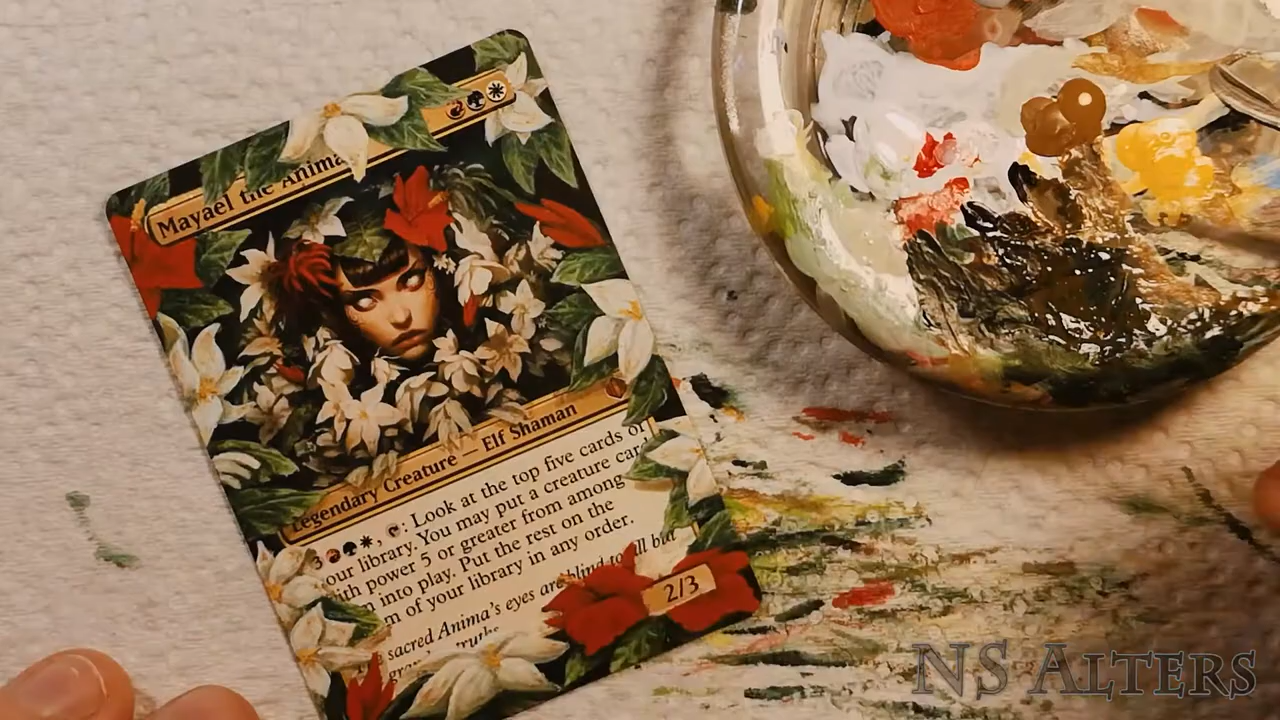 Mayael the Anima
Legendary Creature — Elf Shaman
3 : Look at the top five cards of
our library. You may put a creature card
ith power 5 or greater from among
m into play. Put the rest on the
m of your library in any order.
sacred Anima's eyes are blind to all but
truths
2/3
NS ALTERS